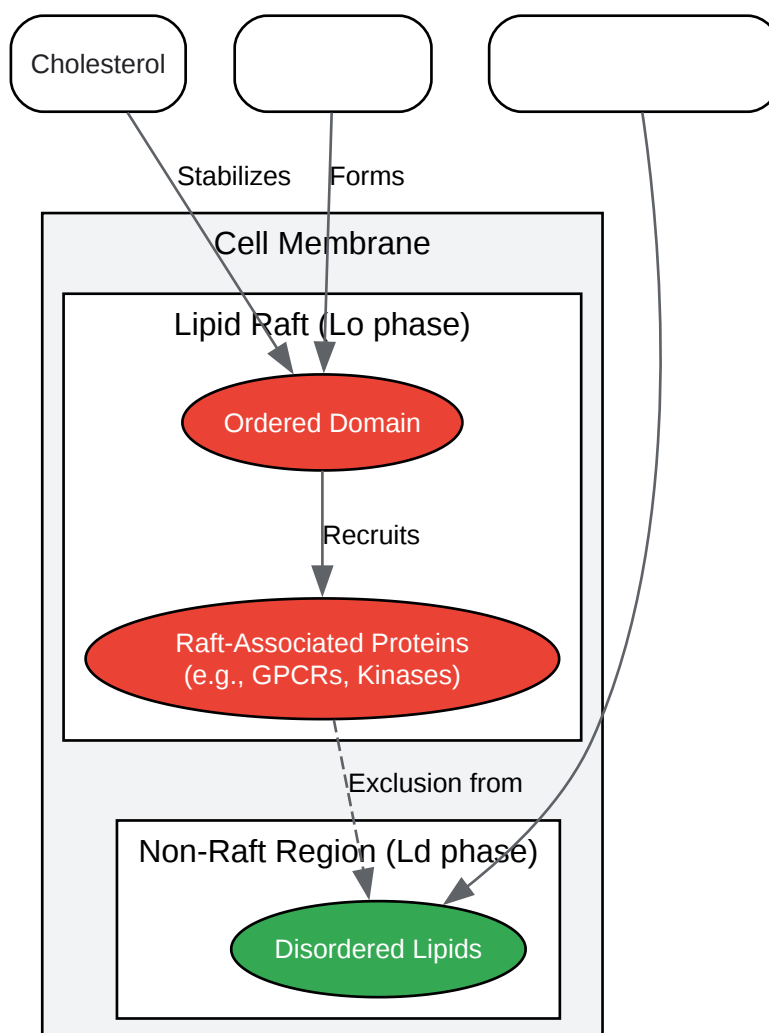 Cholesterol
Stabilizes
Forms
Cell Membrane
Lipid Raft (Lo phase)
Ordered Domain
Recruits
Raft-Associated Proteins
(e.g., GPCRs, Kinases)
Exclusion from
Non-Raft Region (Ld phase)
Disordered Lipids